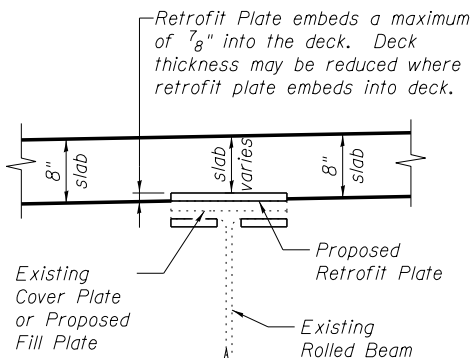 Retrofit Plate embeds a maximum
of 7/8" into the deck. Deck
thickness may be reduced where
retrofit plate embeds into deck.
8"
slab
slab
varies
8"
slab
Existing
Cover Plate
or Proposed
Fill Plate
Proposed
Retrofit Plate
Existing
Rolled Beam